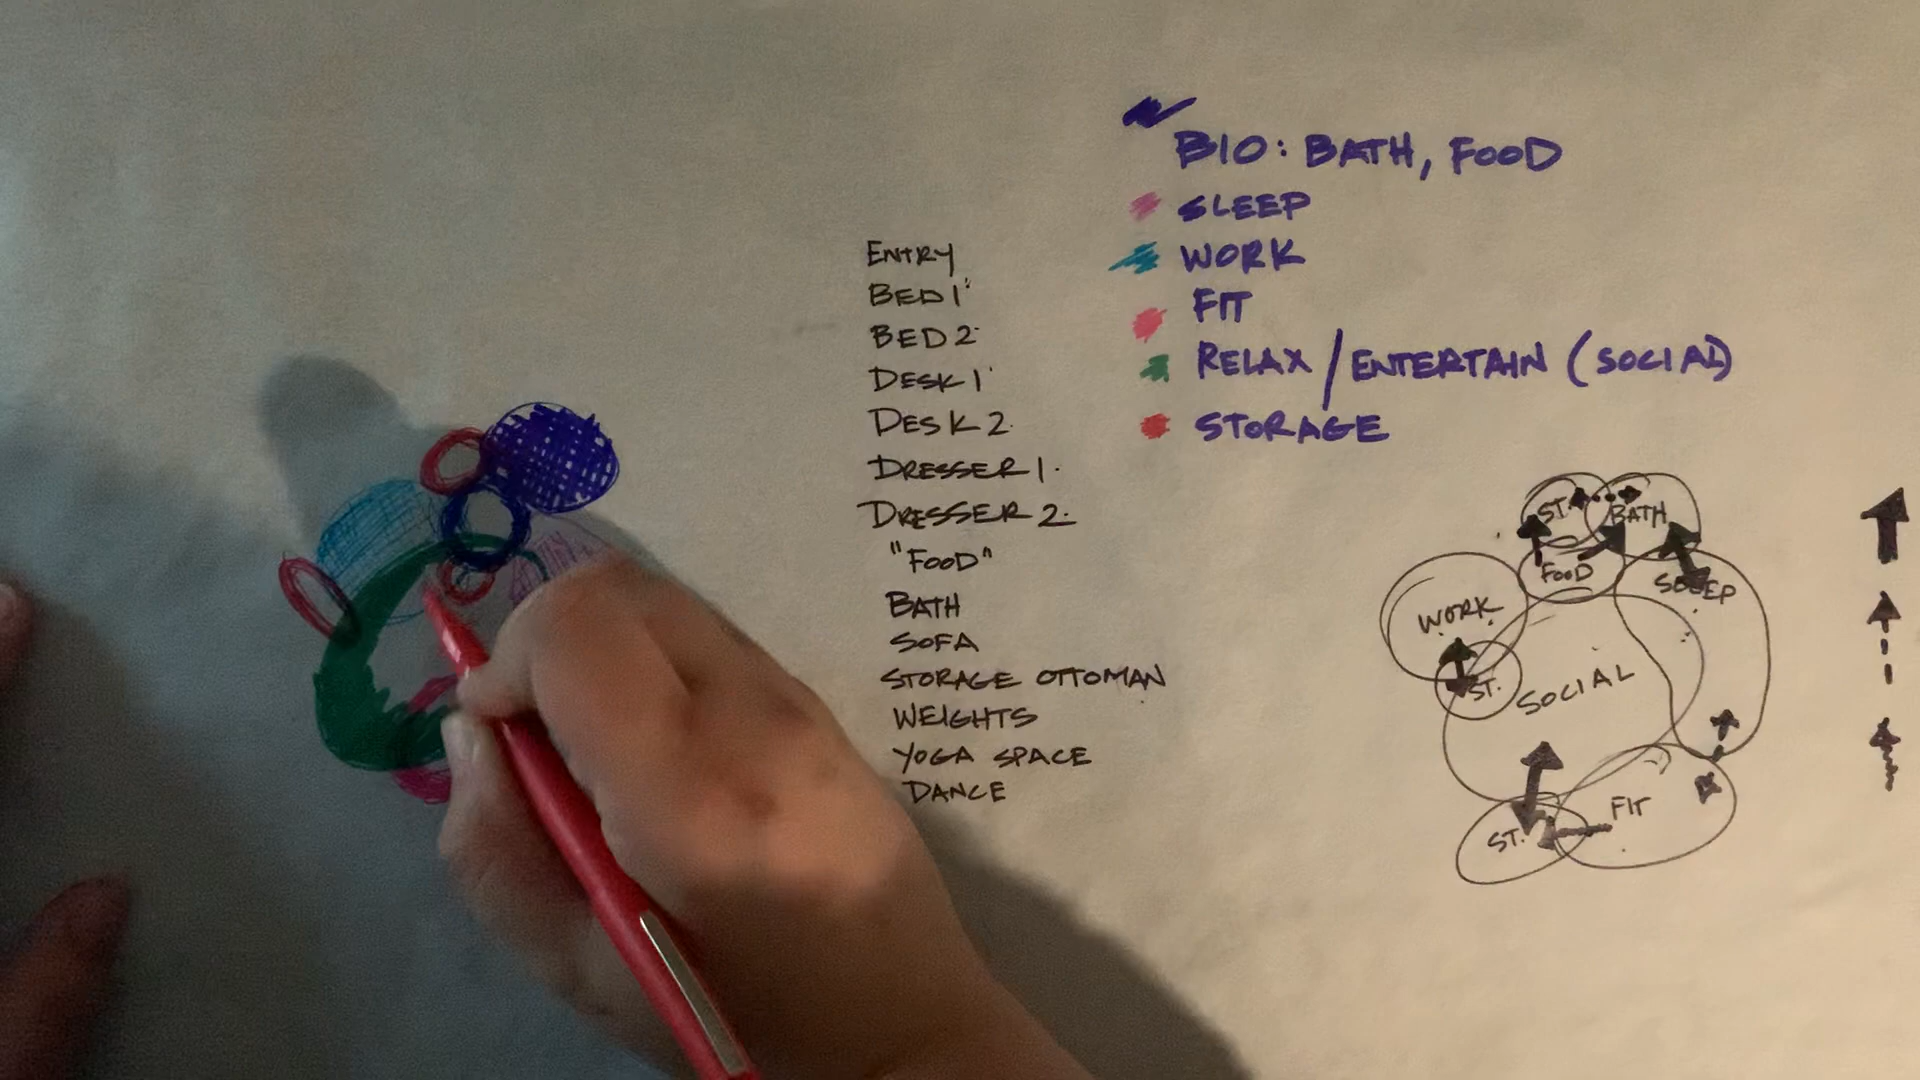 BIO: BATH, FOOD
SLEEP
WORK
FIT
RELAX / ENTERTAIN (SOCIAL)
STORAGE
ENTRY
BED 1
BED 2
DESK 1
DESK 2
DRESSER 1
DRESSER 2
"FOOD"
BATH
SOFA
STORAGE OTTOMAN
WEIGHTS
YOGA SPACE
DANCE
ST.
BATH
FOOD
SLEEP
WORK
ST.
SOCIAL
FIT
ST.